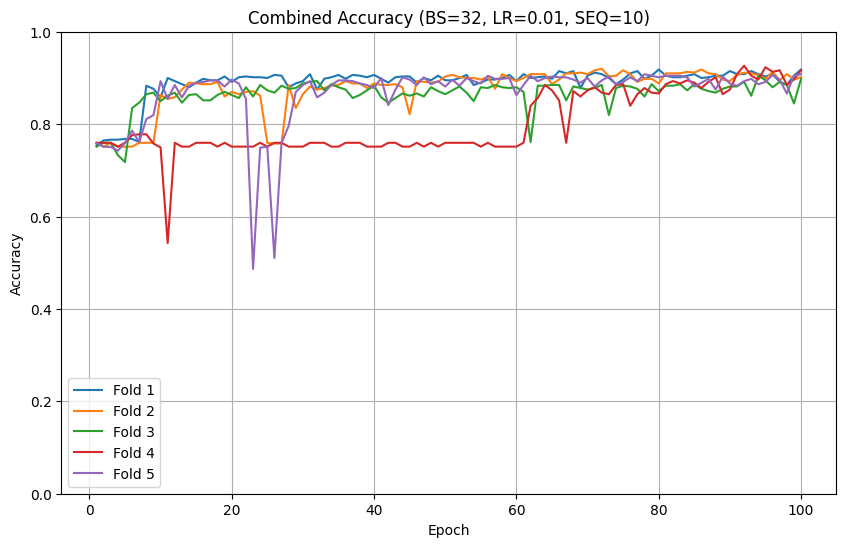 Combined Accuracy (BS=32, LR=0.01, SEQ=10)
1.0
0.8
0.6
0.4
0.2
0.0
Accuracy
Fold 1
Fold 2
Fold 3
Fold 4
Fold 5
0 20 40 60 80 100
Epoch